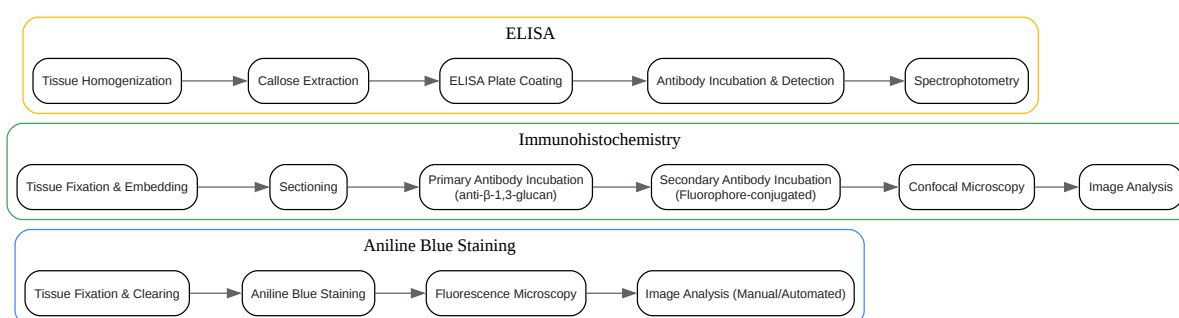 ELISA
Tissue Homogenization
Callose Extraction
ELISA Plate Coating
Antibody Incubation & Detection
Spectrophotometry
Immunohistochemistry
Tissue Fixation & Embedding
Sectioning
Primary Antibody Incubation
(anti-β-1,3-glucan)
Secondary Antibody Incubation
(Fluorophore-conjugated)
Confocal Microscopy
Image Analysis
Aniline Blue Staining
Tissue Fixation & Clearing
Aniline Blue Staining
Fluorescence Microscopy
Image Analysis (Manual/Automated)